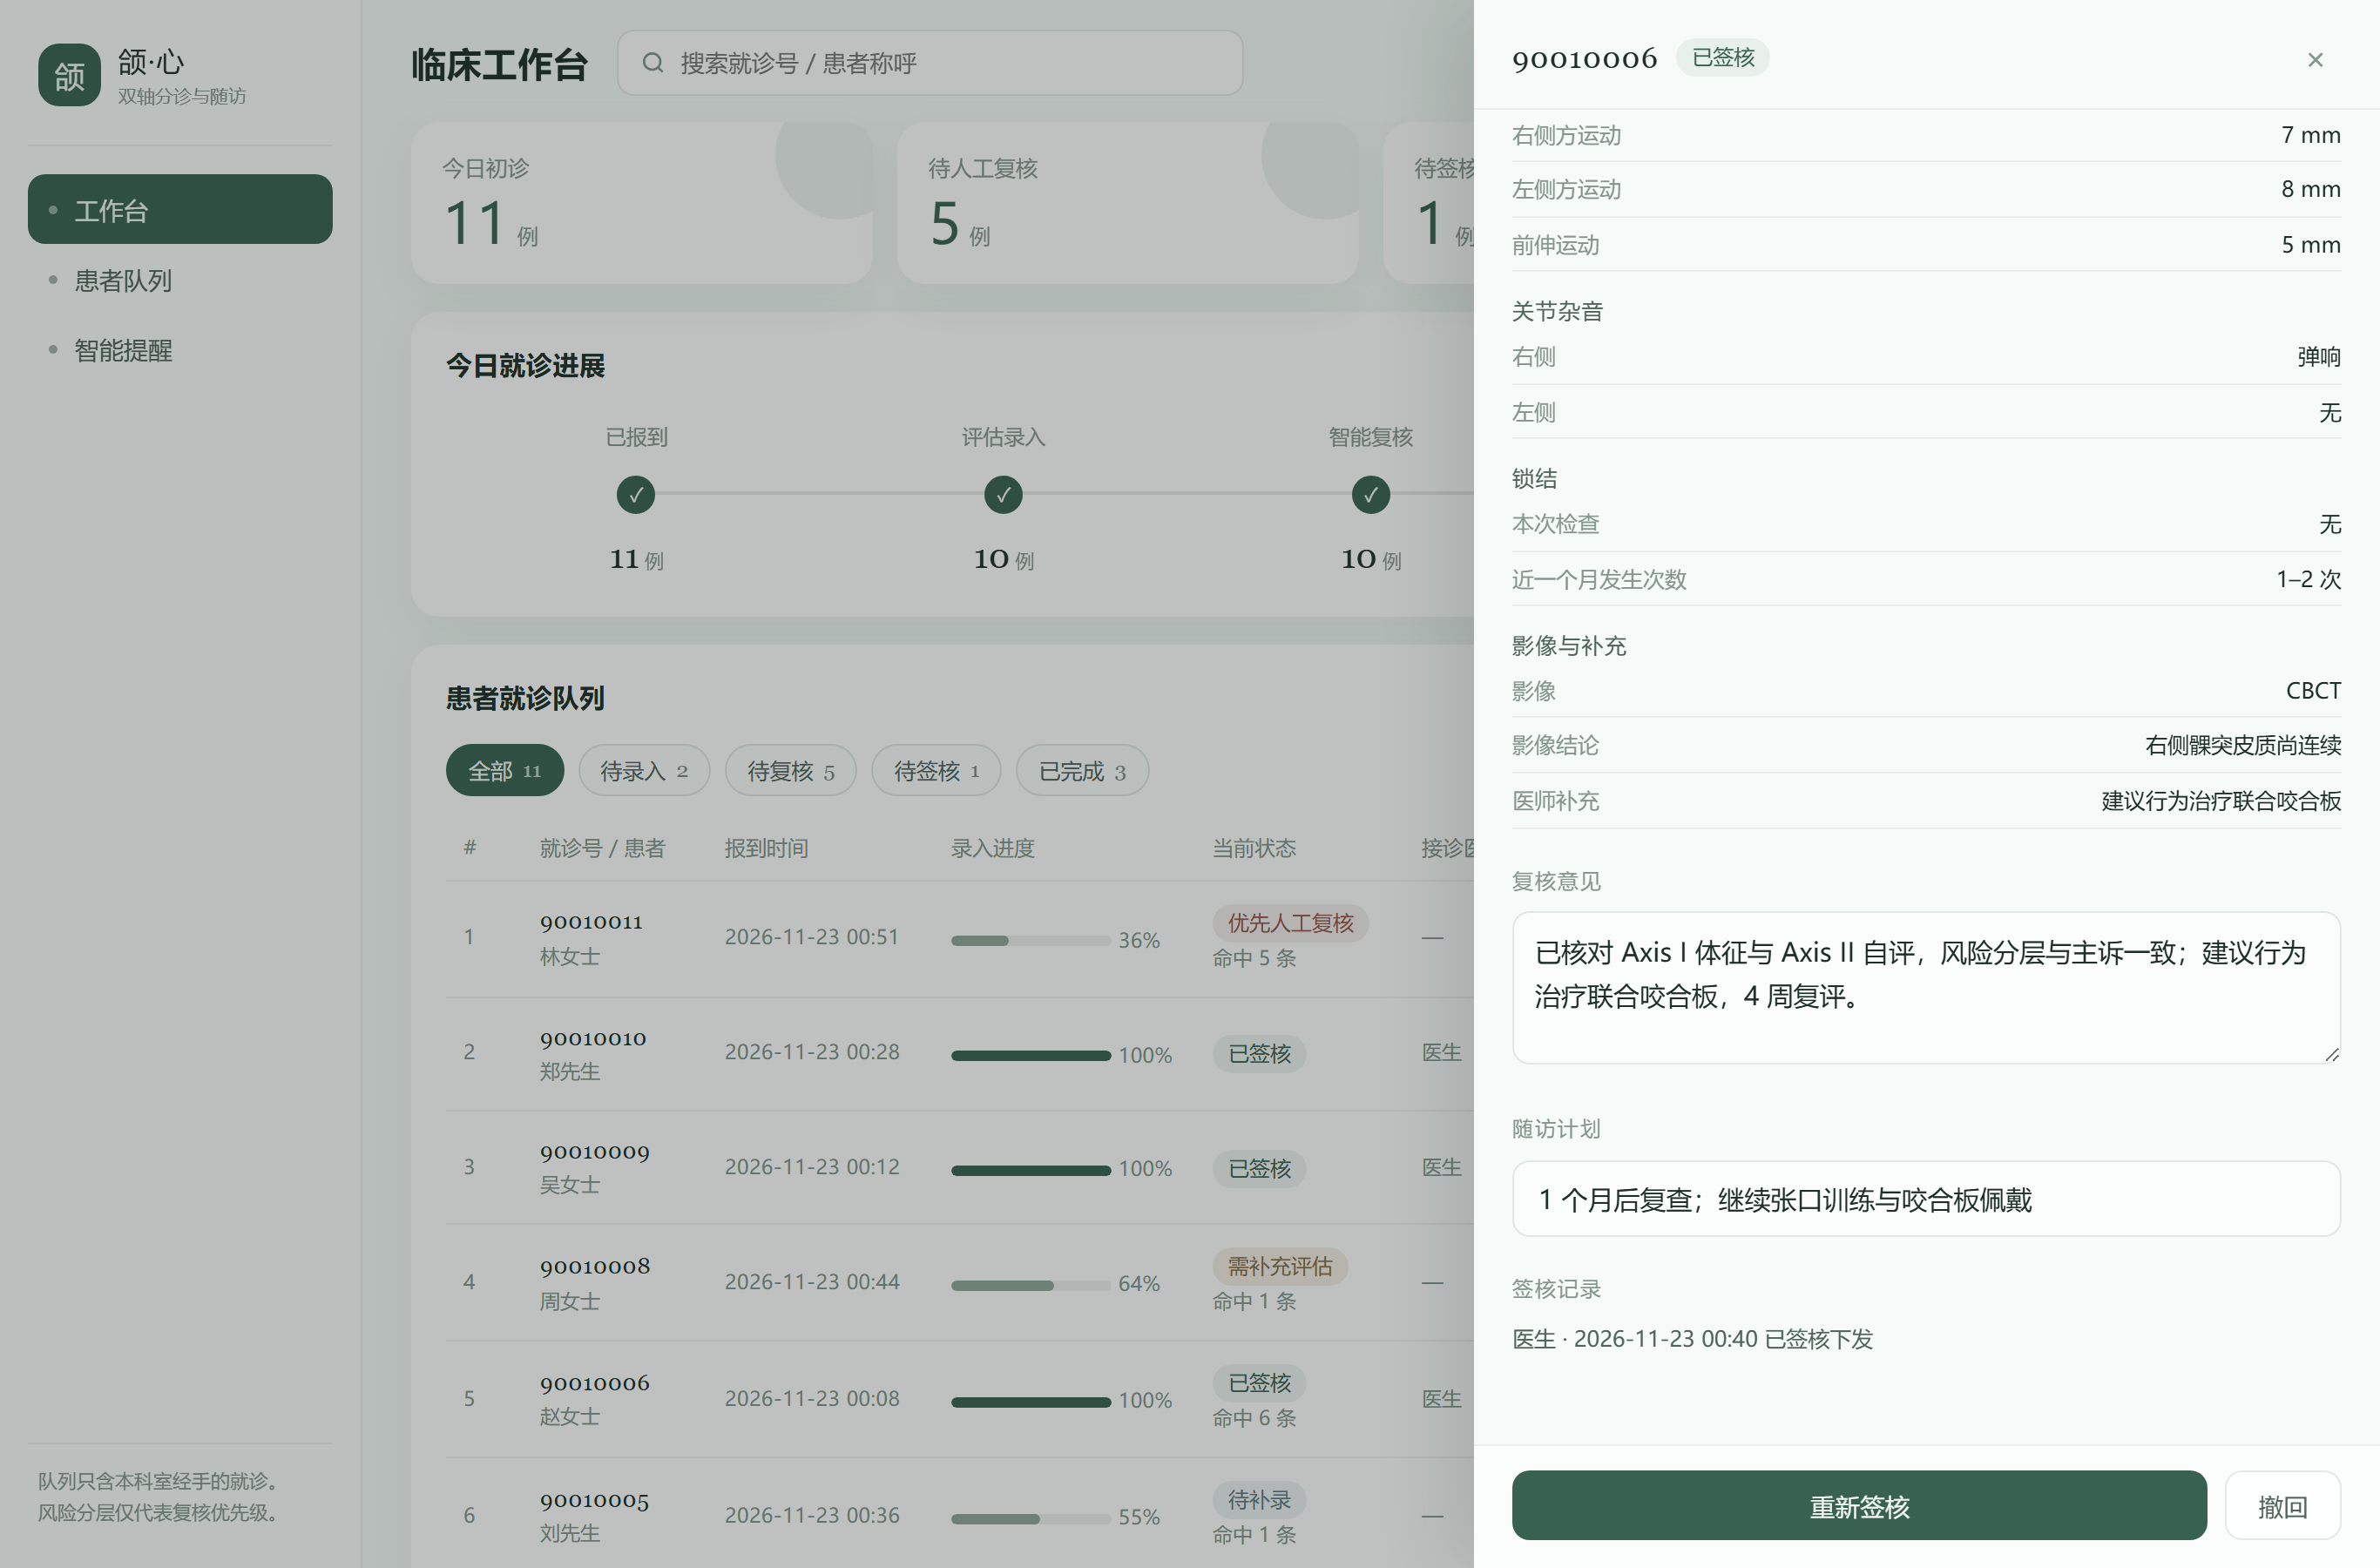 颌
颌·心
双轴分诊与随访
工作台
患者队列
智能提醒
队列只含本科室经手的就诊。
风险分层仅代表复核优先级。
临床工作台
搜索就诊号 / 患者称呼
今日初诊
11 例
待人工复核
5 例
待签核
1 例
今日就诊进展
已报到
评估录入
智能复核
11 例
10 例
10 例
患者就诊队列
全部 11
待录入 2
待复核 5
待签核 1
已完成 3
# 就诊号 / 患者 报到时间 录入进度 当前状态 接诊医
1 90010011 林女士 2026-11-23 00:51 36% 优先人工复核 命中 5 条 —
2 90010010 郑先生 2026-11-23 00:28 100% 已签核 医生
3 90010009 吴女士 2026-11-23 00:12 100% 已签核 医生
4 90010008 周女士 2026-11-23 00:44 64% 需补充评估 命中 1 条 —
5 90010006 赵女士 2026-11-23 00:08 100% 已签核 命中 6 条 医生
6 90010005 刘先生 2026-11-23 00:36 55% 待补录 命中 1 条 —
90010006 已签核 ×
右侧方运动 7 mm
左侧方运动 8 mm
前伸运动 5 mm
关节杂音
右侧 弹响
左侧 无
锁结
本次检查 无
近一个月发生次数 1–2 次
影像与补充
影像 CBCT
影像结论 右侧髁突皮质尚连续
医师补充 建议行为治疗联合咬合板
复核意见
已核对 Axis I 体征与 Axis II 自评，风险分层与主诉一致；建议行为
治疗联合咬合板，4 周复评。
随访计划
1 个月后复查；继续张口训练与咬合板佩戴
签核记录
医生 · 2026-11-23 00:40 已签核下发
重新签核
撤回